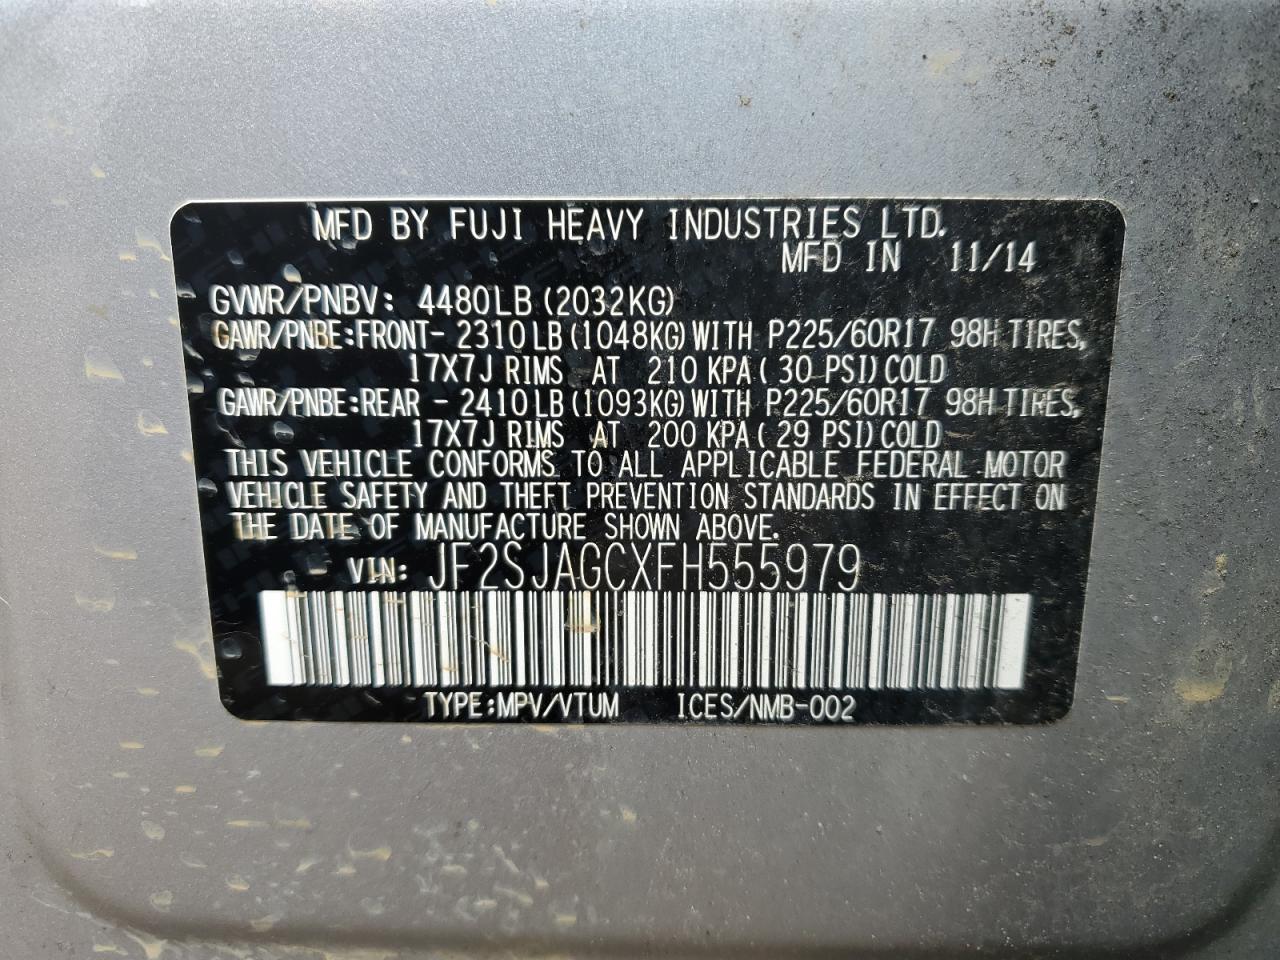 MFD BY FUJI HEAVY INDUSTRIES LTD.
MFD IN 11/14
GVWR/PNBV: 4480LB (2032KG)
GAWR/PNBE:FRONT- 2310LB (1048KG) WITH P225/60R17 98H TIRES,
17X7J RIMS AT 210 KPA ( 30 PSI) COLD
GAWR/PNBE:REAR - 2410LB (1093KG) WITH P225/60R17 98H TIRES,
17X7J RIMS AT 200 KPA ( 29 PSI) COLD
THIS VEHICLE CONFORMS TO ALL APPLICABLE FEDERAL MOTOR
VEHICLE SAFETY AND THEFT PREVENTION STANDARDS IN EFFECT ON
THE DATE OF MANUFACTURE SHOWN ABOVE.
VIN: JF2SJAGCXFH555979
TYPE:MPV/VTUM ICES/NMB-002